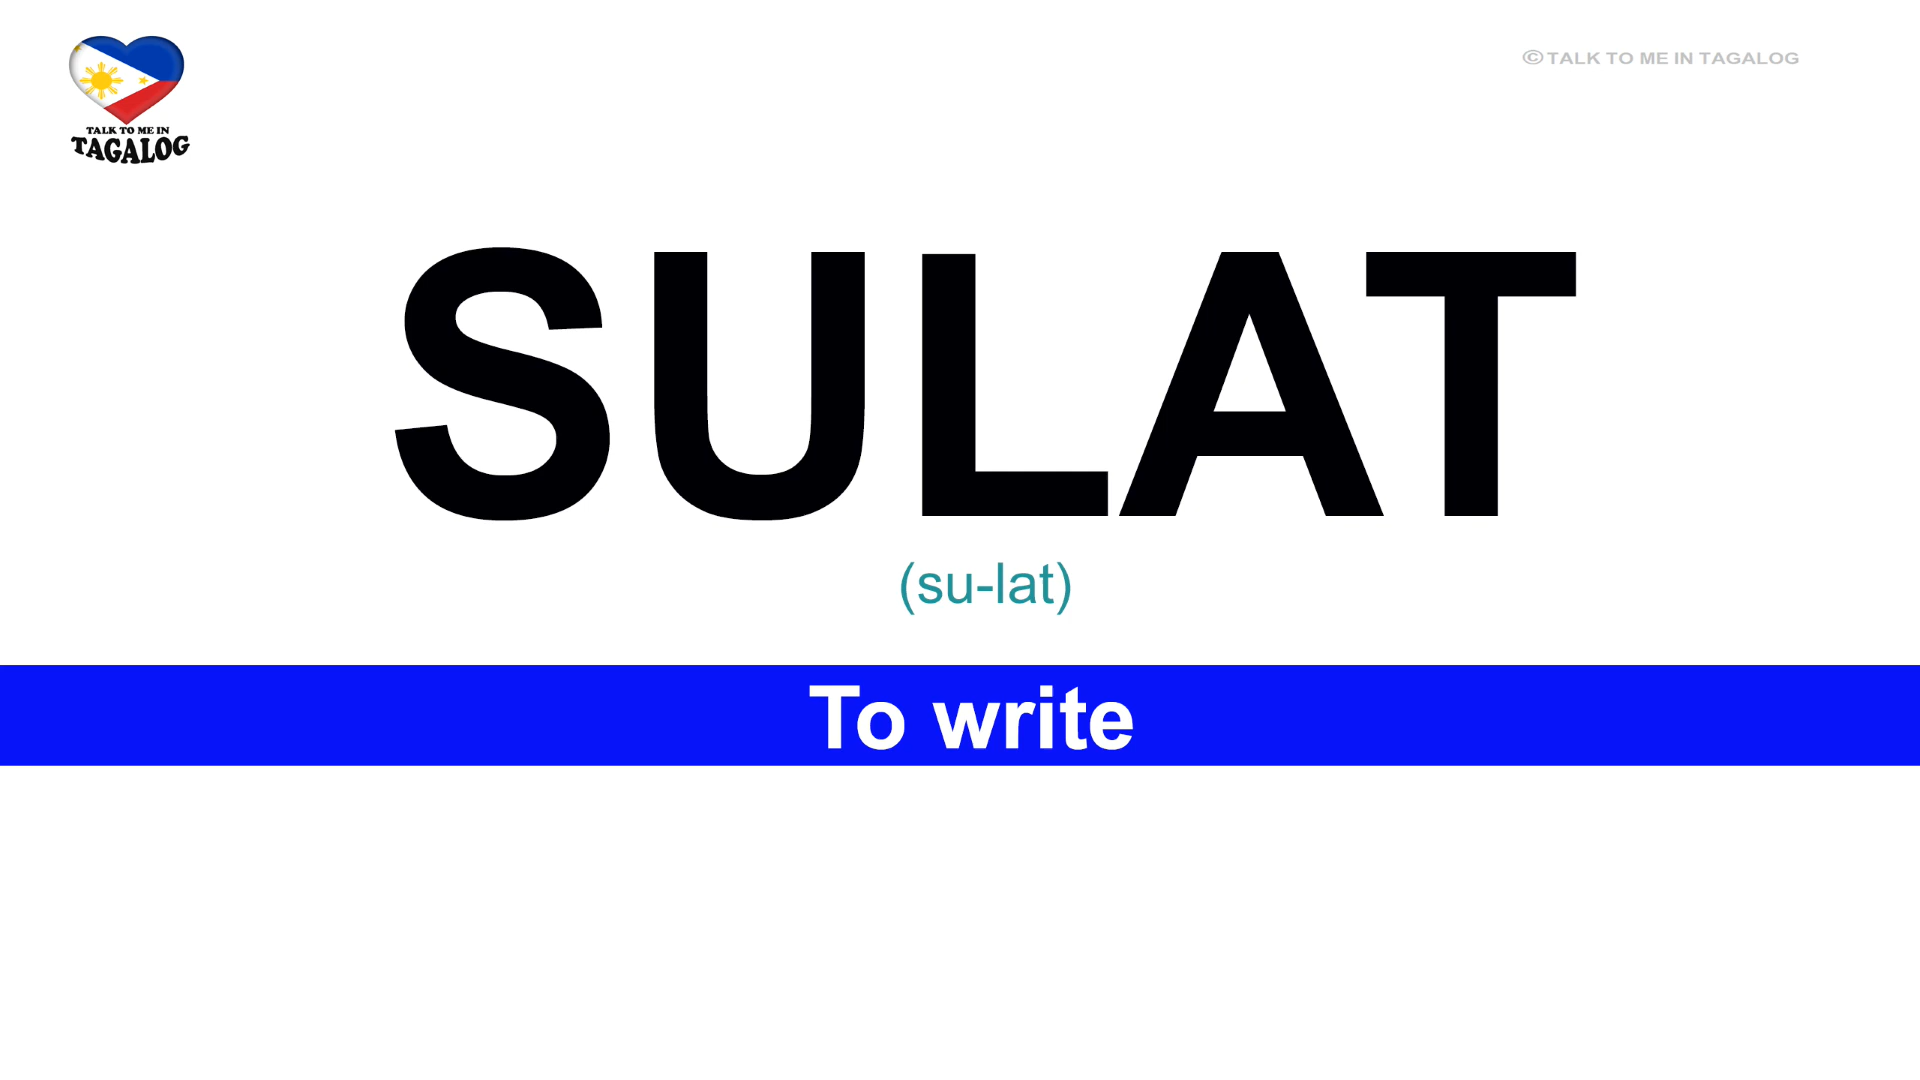 TALK TO ME IN
TAGALOG
© TALK TO ME IN TAGALOG
SULAT
(su-lat)
To write